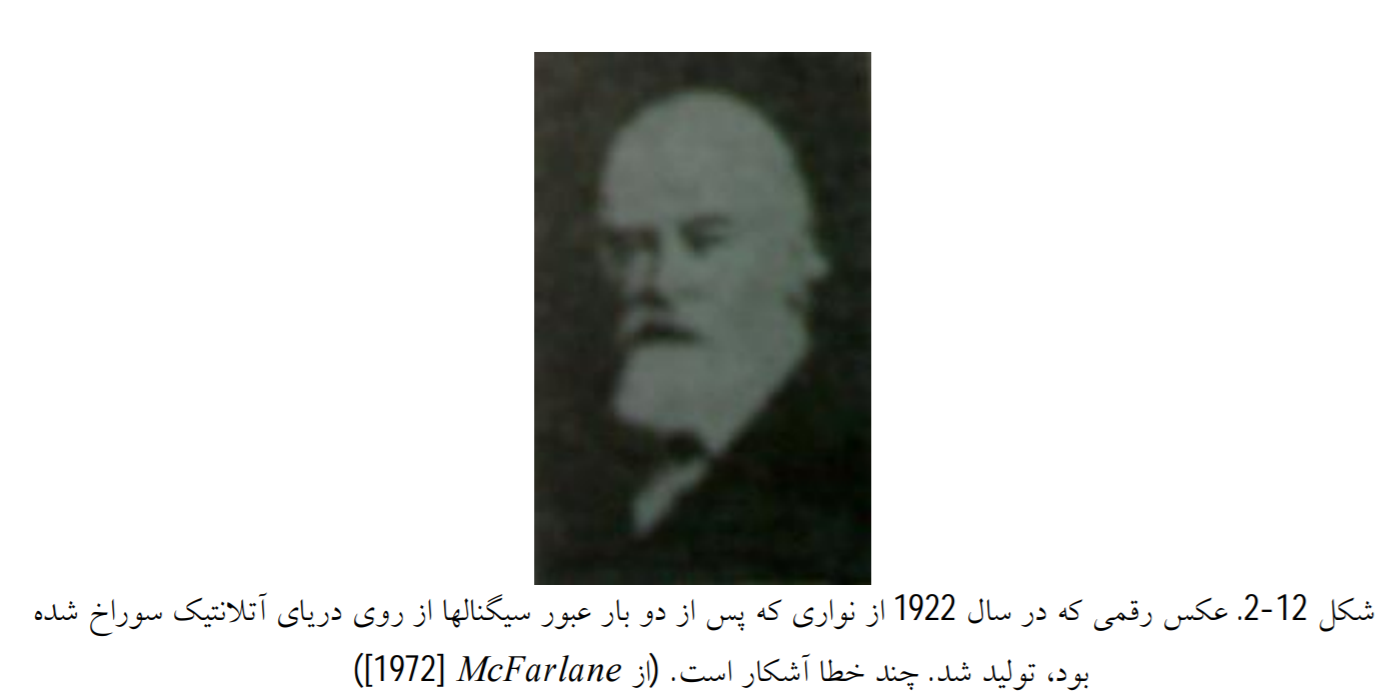 شکل 12-2. عکس رقمی که در سال 1922 از نواری که پس از دو بار عبور سیگنالها از روی دریای آتلانتیک سوراخ شده
بود، تولید شد. چند خطا آشکار است. (از McFarlane [1972])